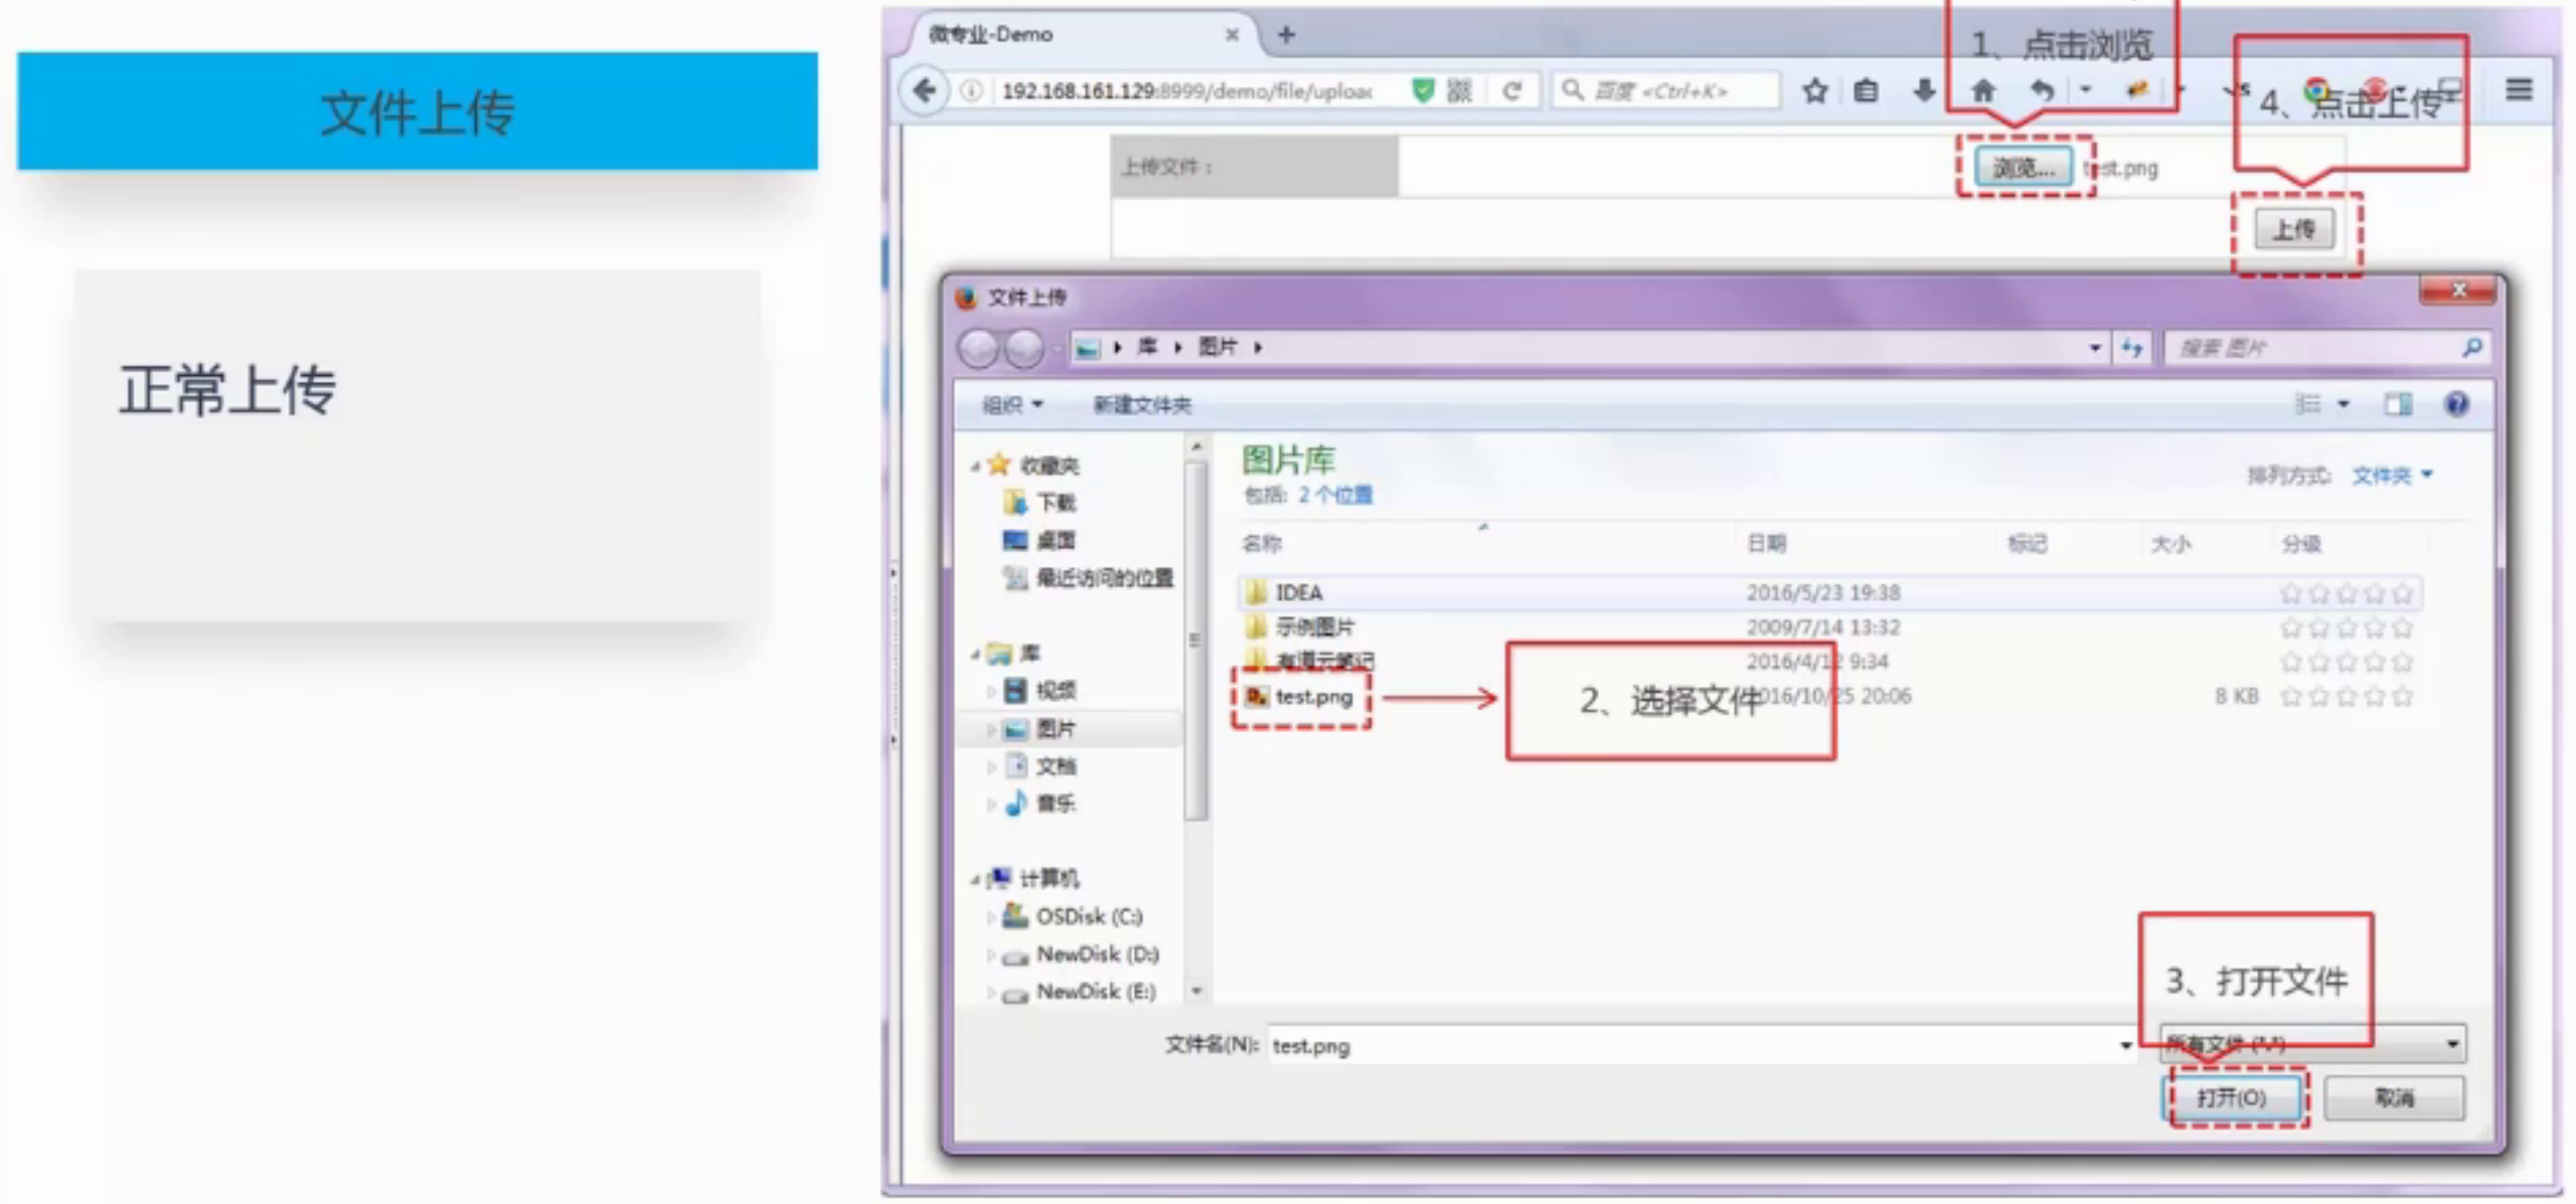 文件上传
正常上传
微专业-Demo
1、点击浏览
192.168.161.129:8999/demo/file/upload
百度 <Ctrl+K>
4、点击上传
上传文件：
浏览...
test.png
上传
文件上传
库
图片
搜索 图片
组织
新建文件夹
收藏夹
下载
桌面
最近访问的位置
库
视频
图片
文档
音乐
计算机
OSDisk (C:)
NewDisk (D:)
NewDisk (E:)
图片库
包括: 2 个位置
排列方式: 文件夹
名称 日期 标记 大小 分级
IDEA 2016/5/23 19:38
示例图片 2009/7/14 13:32
有道云笔记 2016/4/12 9:34
test.png 2016/10/25 20:06 8 KB
2、选择文件
3、打开文件
文件名(N): test.png
所有文件 (*.*)
打开(O)
取消